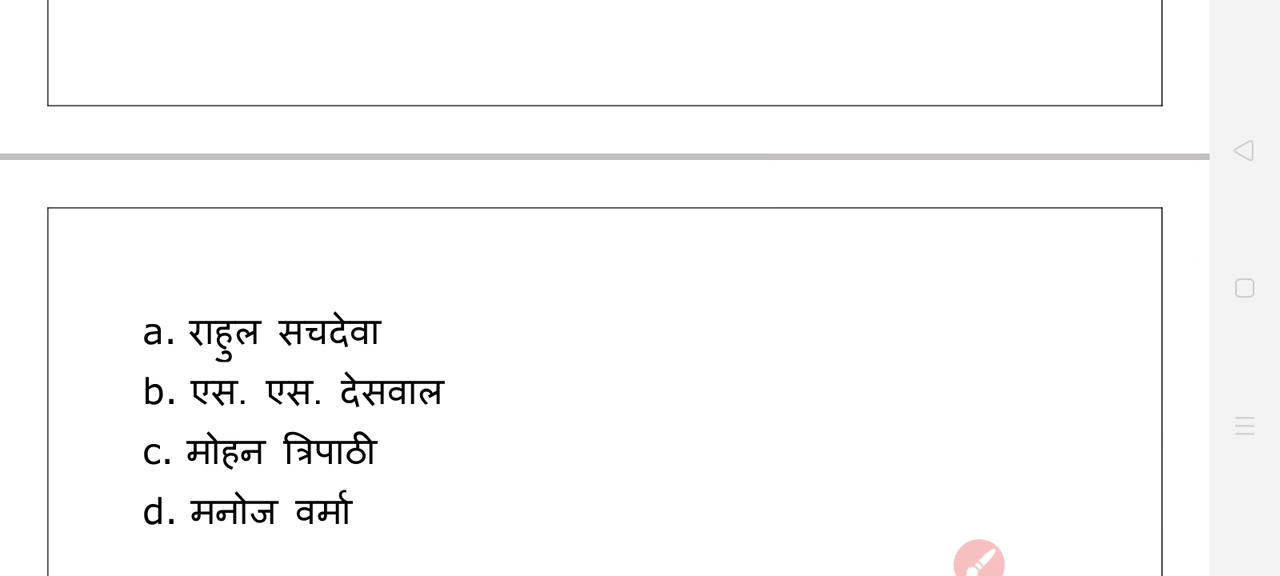 a. राहुल सचदेवा
b. एस. एस. देसवाल
c. मोहन त्रिपाठी
d. मनोज वर्मा